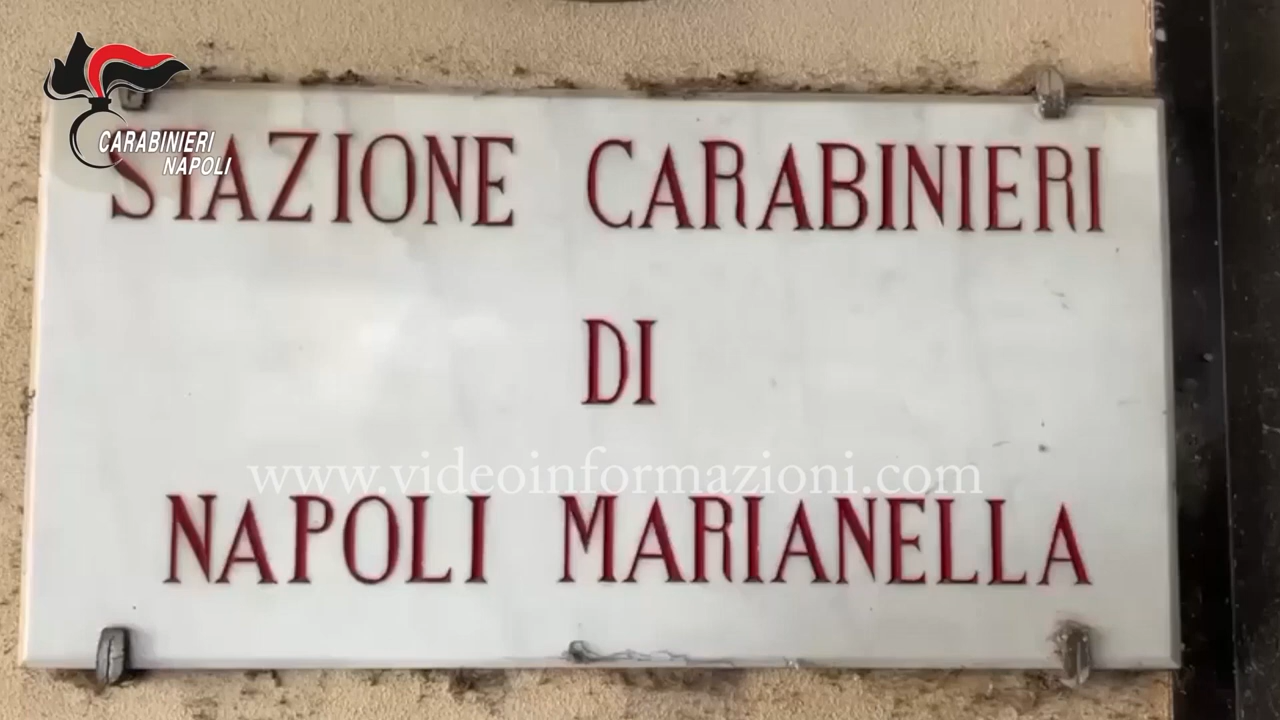 CARABINIERI
NAPOLI
STAZIONE CARABINIERI
DI
www.videoinformazioni.com
NAPOLI MARIANELLA